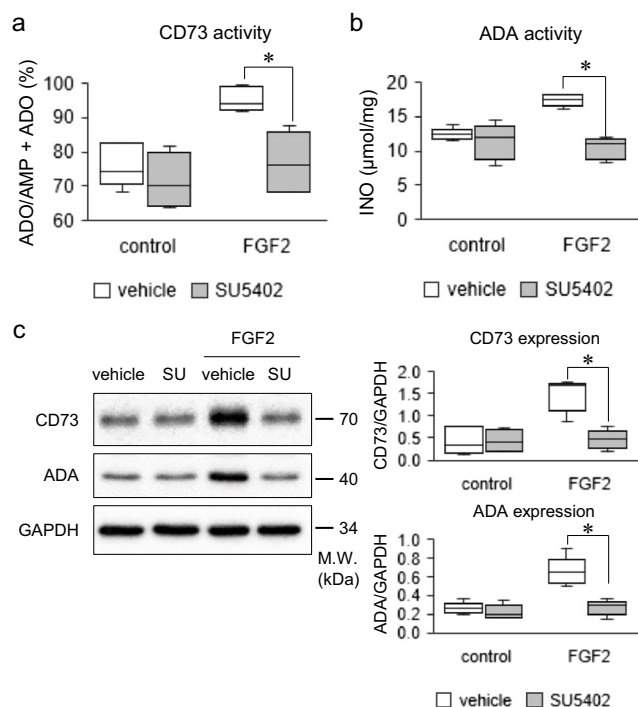 a
CD73 activity
ADO/AMP + ADO (%)
100
90
80
70
60
*
control
FGF2
vehicle
SU5402
b
ADA activity
INO (μmol/mg)
20
15
10
5
0
*
control
FGF2
vehicle
SU5402
c
FGF2
vehicle SU vehicle SU
CD73
70
ADA
40
GAPDH
34
M.W.
(kDa)
CD73 expression
CD73/GAPDH
2.0
1.5
1.0
0.5
0.0
*
control
FGF2
ADA expression
ADA/GAPDH
1.0
0.8
0.6
0.4
0.2
0.0
*
control
FGF2
vehicle
SU5402